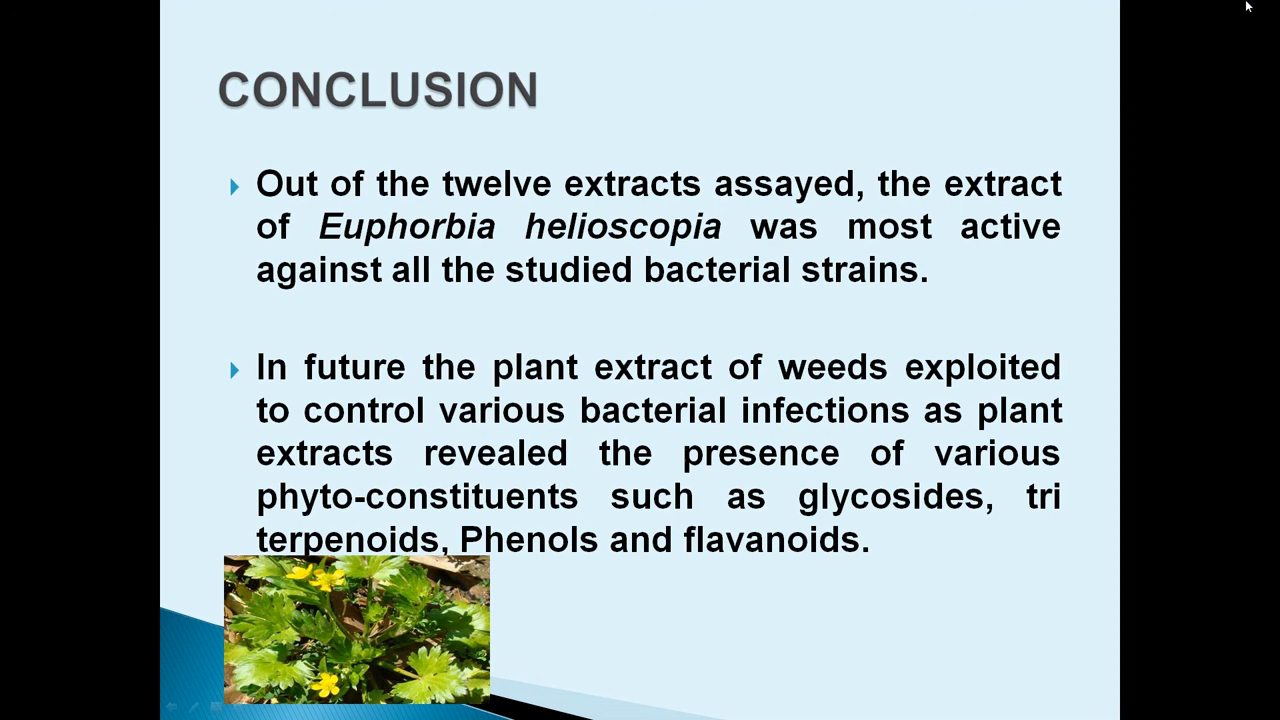 CONCLUSION
Out of the twelve extracts assayed, the extract
of Euphorbia helioscopia was most active
against all the studied bacterial strains.
In future the plant extract of weeds exploited
to control various bacterial infections as plant
extracts revealed the presence of various
phyto-constituents such as glycosides, tri
terpenoids, Phenols and flavanoids.